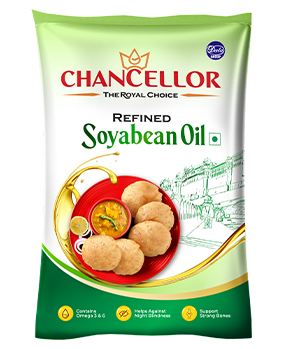 CHANCELLOR
THE ROYAL CHOICE
REFINED
Soyabean Oil
Contains
Omega 3 & 6
Helps Against
Night Blindness
Support
Strong Bones